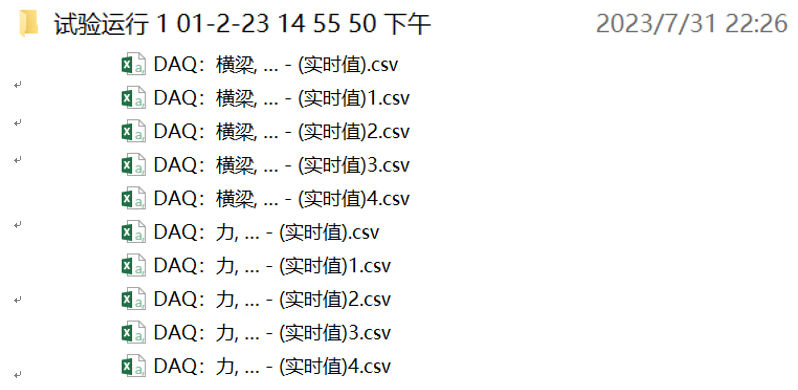 试验运行 1 01-2-23 14 55 50 下午 2023/7/31 22:26
DAQ：横梁, ... - (实时值).csv
DAQ：横梁, ... - (实时值)1.csv
DAQ：横梁, ... - (实时值)2.csv
DAQ：横梁, ... - (实时值)3.csv
DAQ：横梁, ... - (实时值)4.csv
DAQ：力, ... - (实时值).csv
DAQ：力, ... - (实时值)1.csv
DAQ：力, ... - (实时值)2.csv
DAQ：力, ... - (实时值)3.csv
DAQ：力, ... - (实时值)4.csv